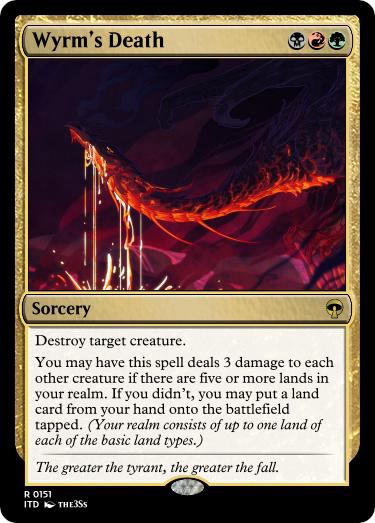 Wyrm's Death
Sorcery
Destroy target creature.
You may have this spell deals 3 damage to each
other creature if there are five or more lands in
your realm. If you didn't, you may put a land
card from your hand onto the battlefield
tapped. (Your realm consists of up to one land of
each of the basic land types.)
The greater the tyrant, the greater the fall.
R 0151
ITD THE3SS